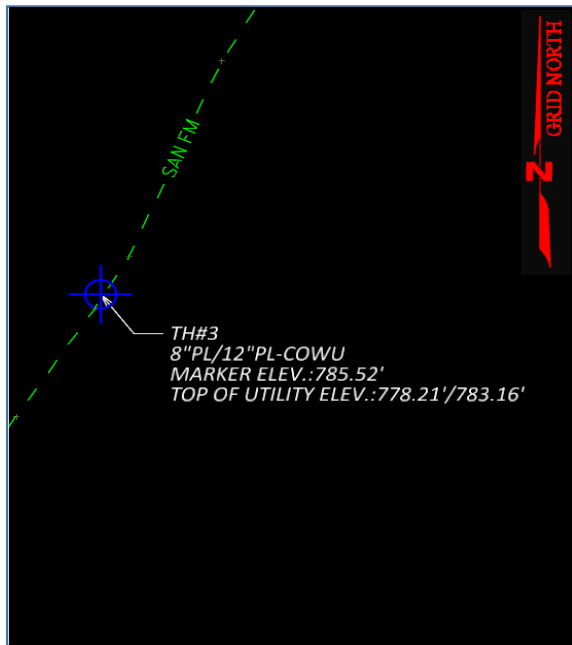 GRID NORTH
N
SAN FM
TH#3
8"PL/12"PL-COWU
MARKER ELEV.:785.52'
TOP OF UTILITY ELEV.:778.21'/783.16'